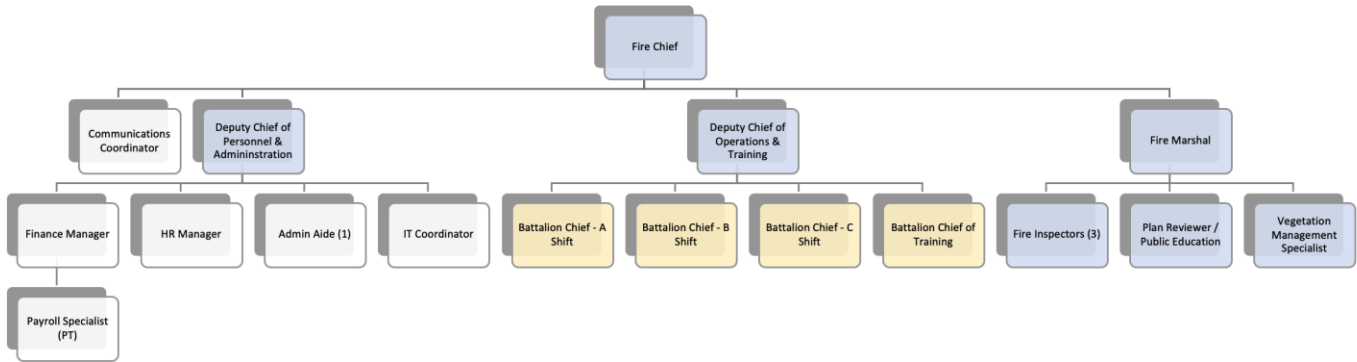 Fire Chief
Communications
Coordinator
Deputy Chief of
Personnel &
Admininstration
Deputy Chief of
Operations &
Training
Fire Marshal
Finance Manager
HR Manager
Admin Aide (1)
IT Coordinator
Battalion Chief - A
Shift
Battalion Chief - B
Shift
Battalion Chief - C
Shift
Battalion Chief of
Training
Fire Inspectors (3)
Plan Reviewer /
Public Education
Vegetation
Management
Specialist
Payroll Specialist
(PT)